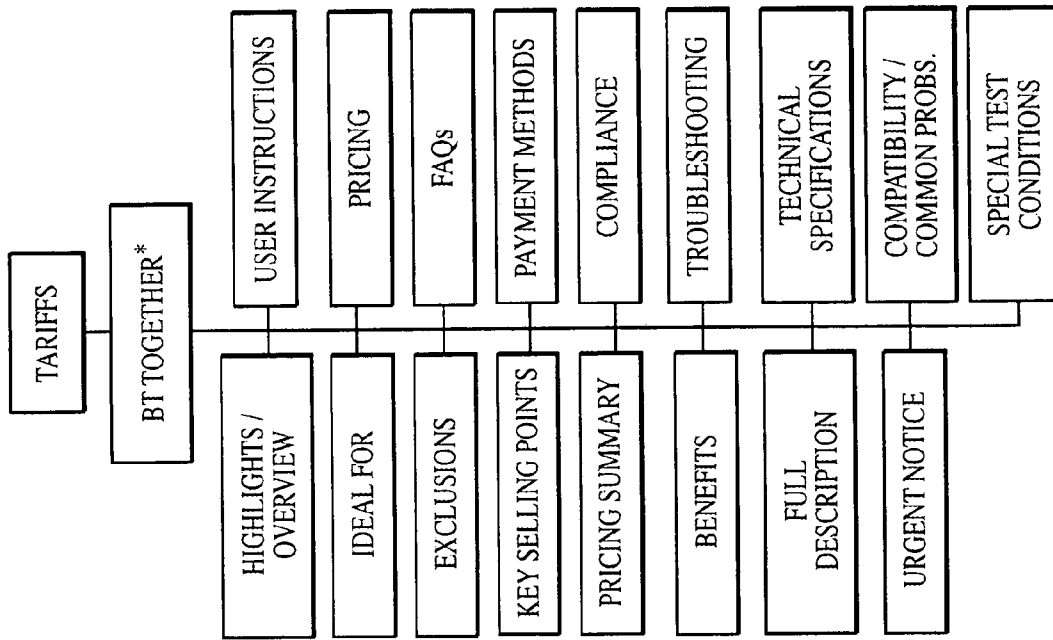 TARIFFS
BT TOGETHER*
HIGHLIGHTS /
OVERVIEW
USER INSTRUCTIONS
IDEAL FOR
PRICING
EXCLUSIONS
FAQs
KEY SELLING POINTS
PAYMENT METHODS
PRICING SUMMARY
COMPLIANCE
BENEFITS
TROUBLESHOOTING
FULL
DESCRIPTION
TECHNICAL
SPECIFICATIONS
URGENT NOTICE
COMPATIBILITY /
COMMON PROBS.
SPECIAL TEST
CONDITIONS